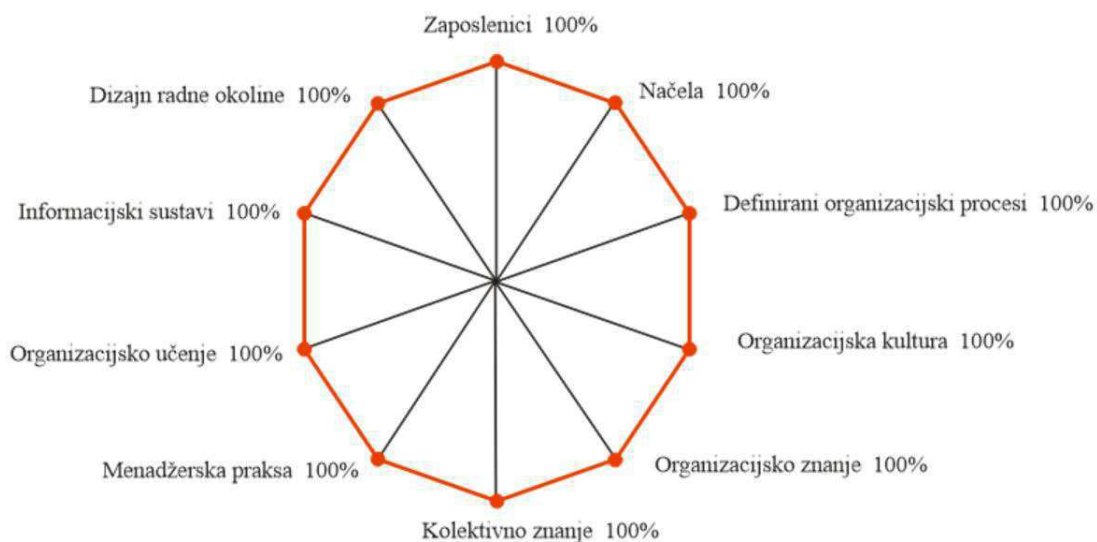 Zaposlenici 100%
Dizajn radne okoline 100%
Načela 100%
Informacijski sustavi 100%
Definirani organizacijski procesi 100%
Organizacijsko učenje 100%
Organizacijska kultura 100%
Menadžerska praksa 100%
Organizacijsko znanje 100%
Kolektivno znanje 100%